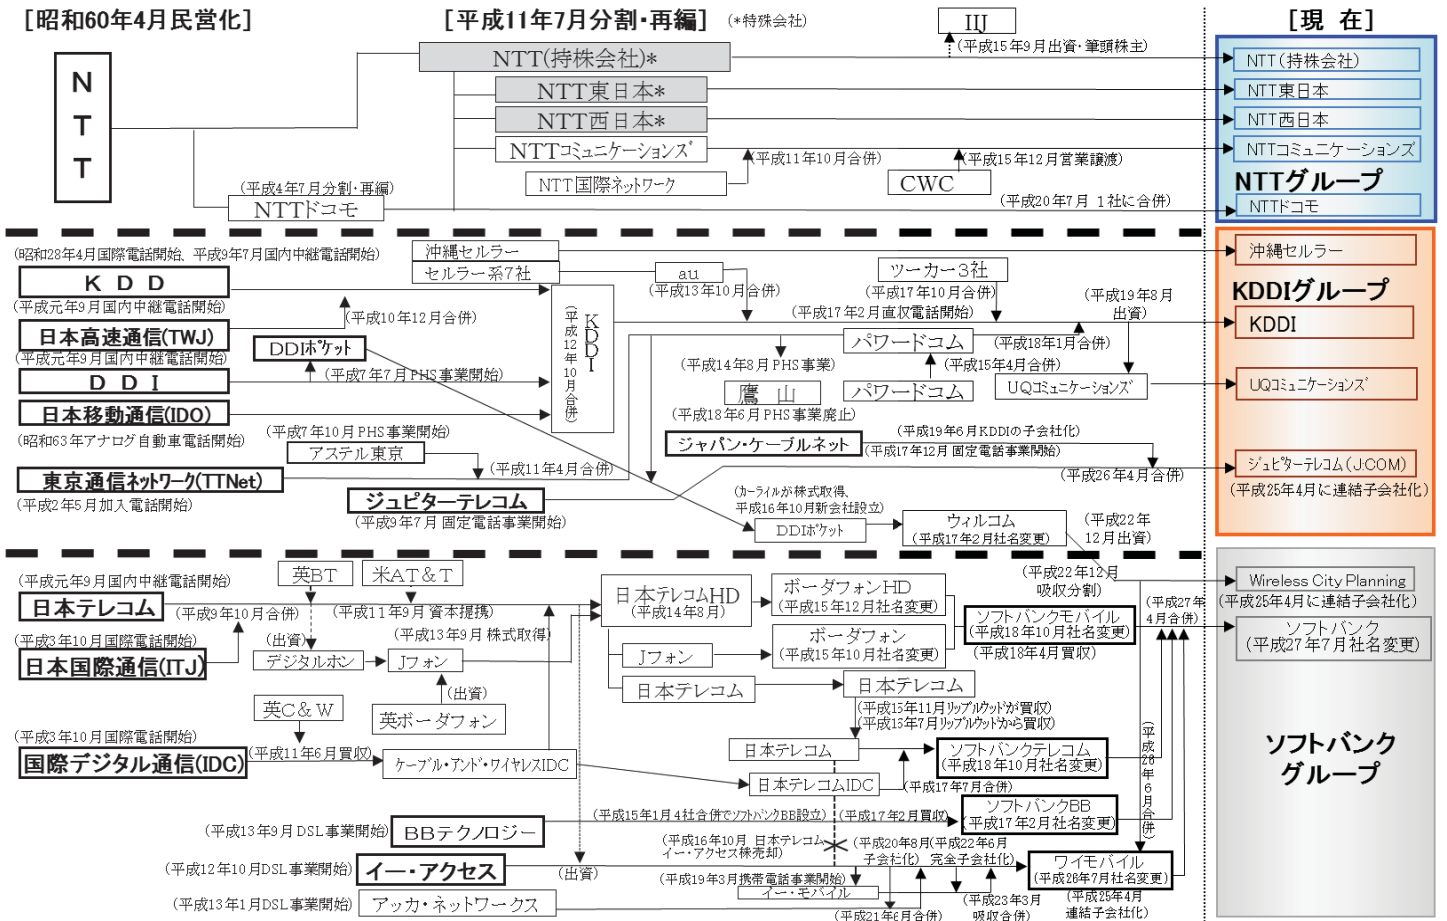 [昭和60年4月民営化]
[平成11年7月分割・再編]
(*特殊会社)
IIJ
[現 在]
(平成15年9月出資・筆頭株主)
NTT
NTT(持株会社)*
NTT(持株会社)
NTT東日本*
NTT東日本
NTT西日本*
NTT西日本
NTTコミュニケーションズ
(平成11年10月合併)
(平成15年12月営業譲渡)
NTTコミュニケーションズ
NTT国際ネットワーク
CWC
NTTグループ
(平成4年7月分割・再編)
NTTドコモ
(平成20年7月 1社に合併)
NTTドコモ
(昭和28年4月国際電話開始、平成9年7月国内中継電話開始)
沖縄セルラー
沖縄セルラー
セルラー系7社
au
ツーカー3社
KDD
(平成13年10月合併)
(平成17年10月合併)
(平成19年8月
出資)
KDDIグループ
(平成元年9月国内中継電話開始)
(平成10年12月合併)
KDDI
(平成12年10月合併)
(平成17年2月直収電話開始)
KDDI
日本高速通信(TWJ)
DDIポケット
パワードコム
(平成18年1月合併)
(平成元年9月国内中継電話開始)
(平成14年8月PHS事業)
(平成15年4月合併)
DDI
(平成7年7月PHS事業開始)
鷹山
パワードコム
UQコミュニケーションズ
UQコミュニケーションズ
日本移動通信(IDO)
(平成18年6月PHS事業廃止)
(昭和63年アナログ自動車電話開始)
(平成7年10月PHS事業開始)
ジャパン・ケーブルネット
(平成19年6月KDDIの子会社化)
(平成17年12月 固定電話事業開始)
アステル東京
(平成11年4月合併)
(平成26年4月合併)
ジュピターテレコム(J:COM)
東京通信ネットワーク(TTNet)
(平成25年4月に連結子会社化)
(平成2年5月加入電話開始)
ジュピターテレコム
(平成9年7月 固定電話事業開始)
(カーライルが株式取得、
平成16年10月新会社設立)
DDIポケット
ウィルコム
(平成17年2月社名変更)
(平成22年
12月出資)
(平成元年9月国内中継電話開始)
英BT
米AT&T
(平成22年12月
吸収分割)
Wireless City Planning
(平成25年4月に連結子会社化)
日本テレコム
(平成9年10月合併)
(平成11年9月資本提携)
日本テレコムHD
(平成14年8月)
ボーダフォンHD
(平成15年12月社名変更)
(平成27年
4月合併)
(平成3年10月国際電話開始)
(出資)
(平成13年9月 株式取得)
ボーダフォン
(平成15年10月社名変更)
ソフトバンクモバイル
(平成18年10月社名変更)
(平成18年4月買収)
ソフトバンク
(平成27年7月社名変更)
日本国際通信(ITJ)
デジタルホン
Jフォン
Jフォン
(出資)
日本テレコム
日本テレコム
英C&W
英ボーダフォン
(平成15年11月リップルウッドが買収)
(平成16年7月リップルウッドから買収)
(平成3年10月国際電話開始)
(平成11年6月買収)
国際デジタル通信(IDC)
ケーブル・アンド・ワイヤレスIDC
日本テレコム
ソフトバンクテレコム
(平成18年10月社名変更)
(平成26年6月合併)
ソフトバンク
グループ
日本テレコムIDC
(平成17年7月合併)
(平成15年1月4社合併でソフトバンクBB設立)
(平成17年2月買収)
ソフトバンクBB
(平成17年2月社名変更)
(平成13年9月DSL事業開始)
BBテクノロジー
(平成16年10月 日本テレコム
イー・アクセス株売却)
(平成20年8月
子会社化)
(平成22年6月
完全子会社化)
(平成12年10月DSL事業開始)
イー・アクセス
(出資)
ワイモバイル
(平成26年7月社名変更)
(平成19年3月携帯電話事業開始)
イー・モバイル
(平成13年1月DSL事業開始)
アッカ・ネットワークス
(平成21年6月合併)
(平成23年3月
吸収合併)
(平成25年4月
連結子会社化)